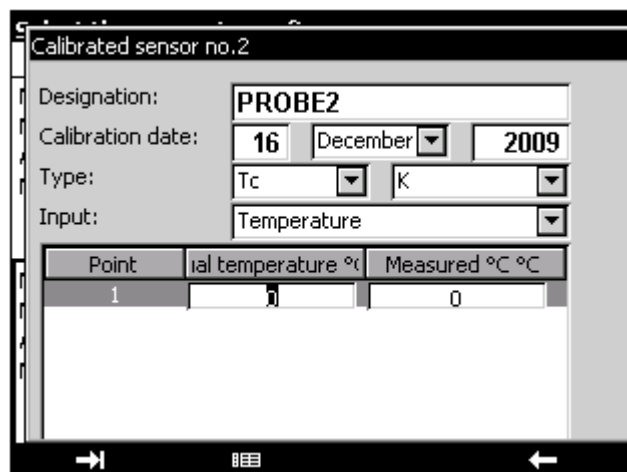 Calibrated sensor no.2
Designation: PROBE2
Calibration date: 16 December 2009
Type: Tc K
Input: Temperature
Point ual temperature °( Measured °C °C
1 0 0